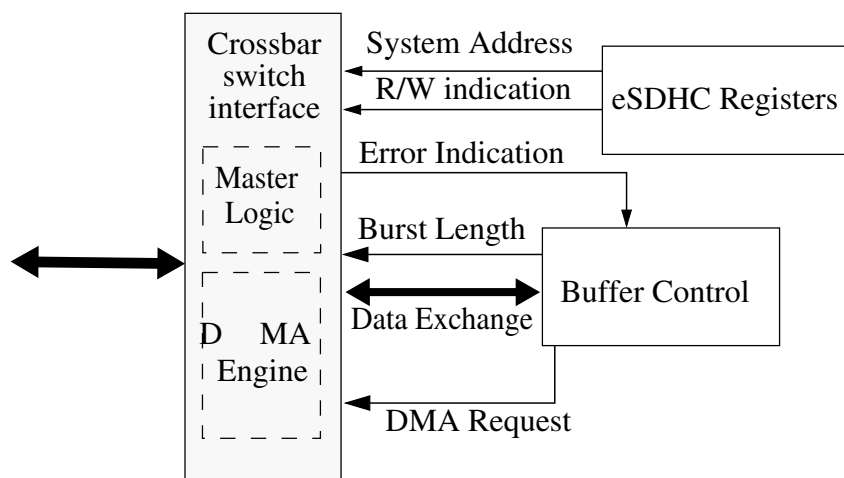 Crossbar
switch
interface
System Address
R/W indication
eSDHC Registers
Error Indication
Master
Logic
Burst Length
Buffer Control
Data Exchange
D MA
Engine
DMA Request